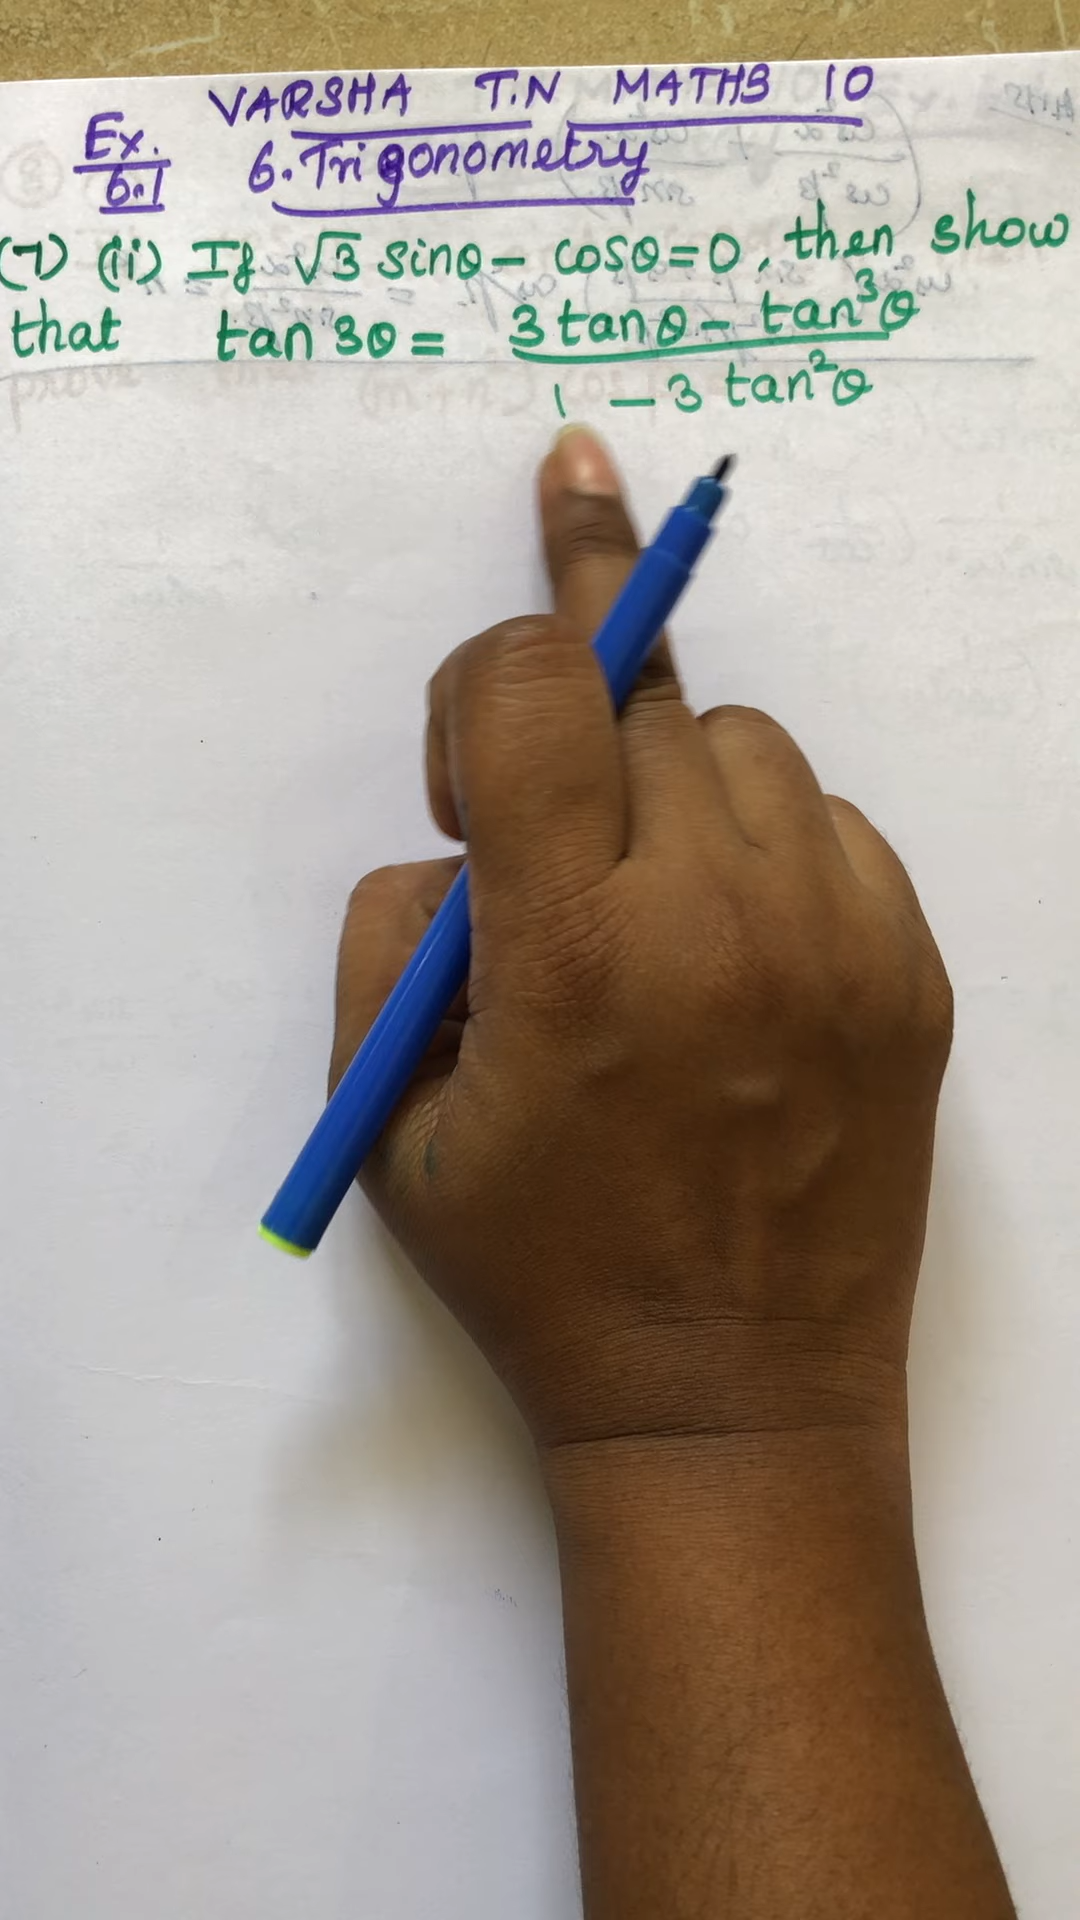 VARSHA T.N MATHS 10
Ex. 6.1
6. Trigonometry
(7) (ii) If √3 sinθ - cosθ = 0, then show
that tan 3θ = 3 tanθ - tan³θ
1 - 3 tan²θ